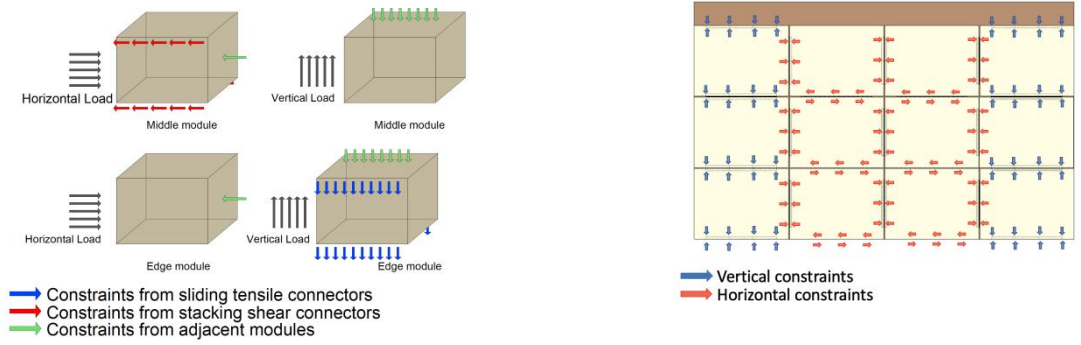 Horizontal Load
Middle module
Vertical Load
Middle module
Horizontal Load
Edge module
Vertical Load
Edge module
Constraints from sliding tensile connectors
Constraints from stacking shear connectors
Constraints from adjacent modules
Vertical constraints
Horizontal constraints